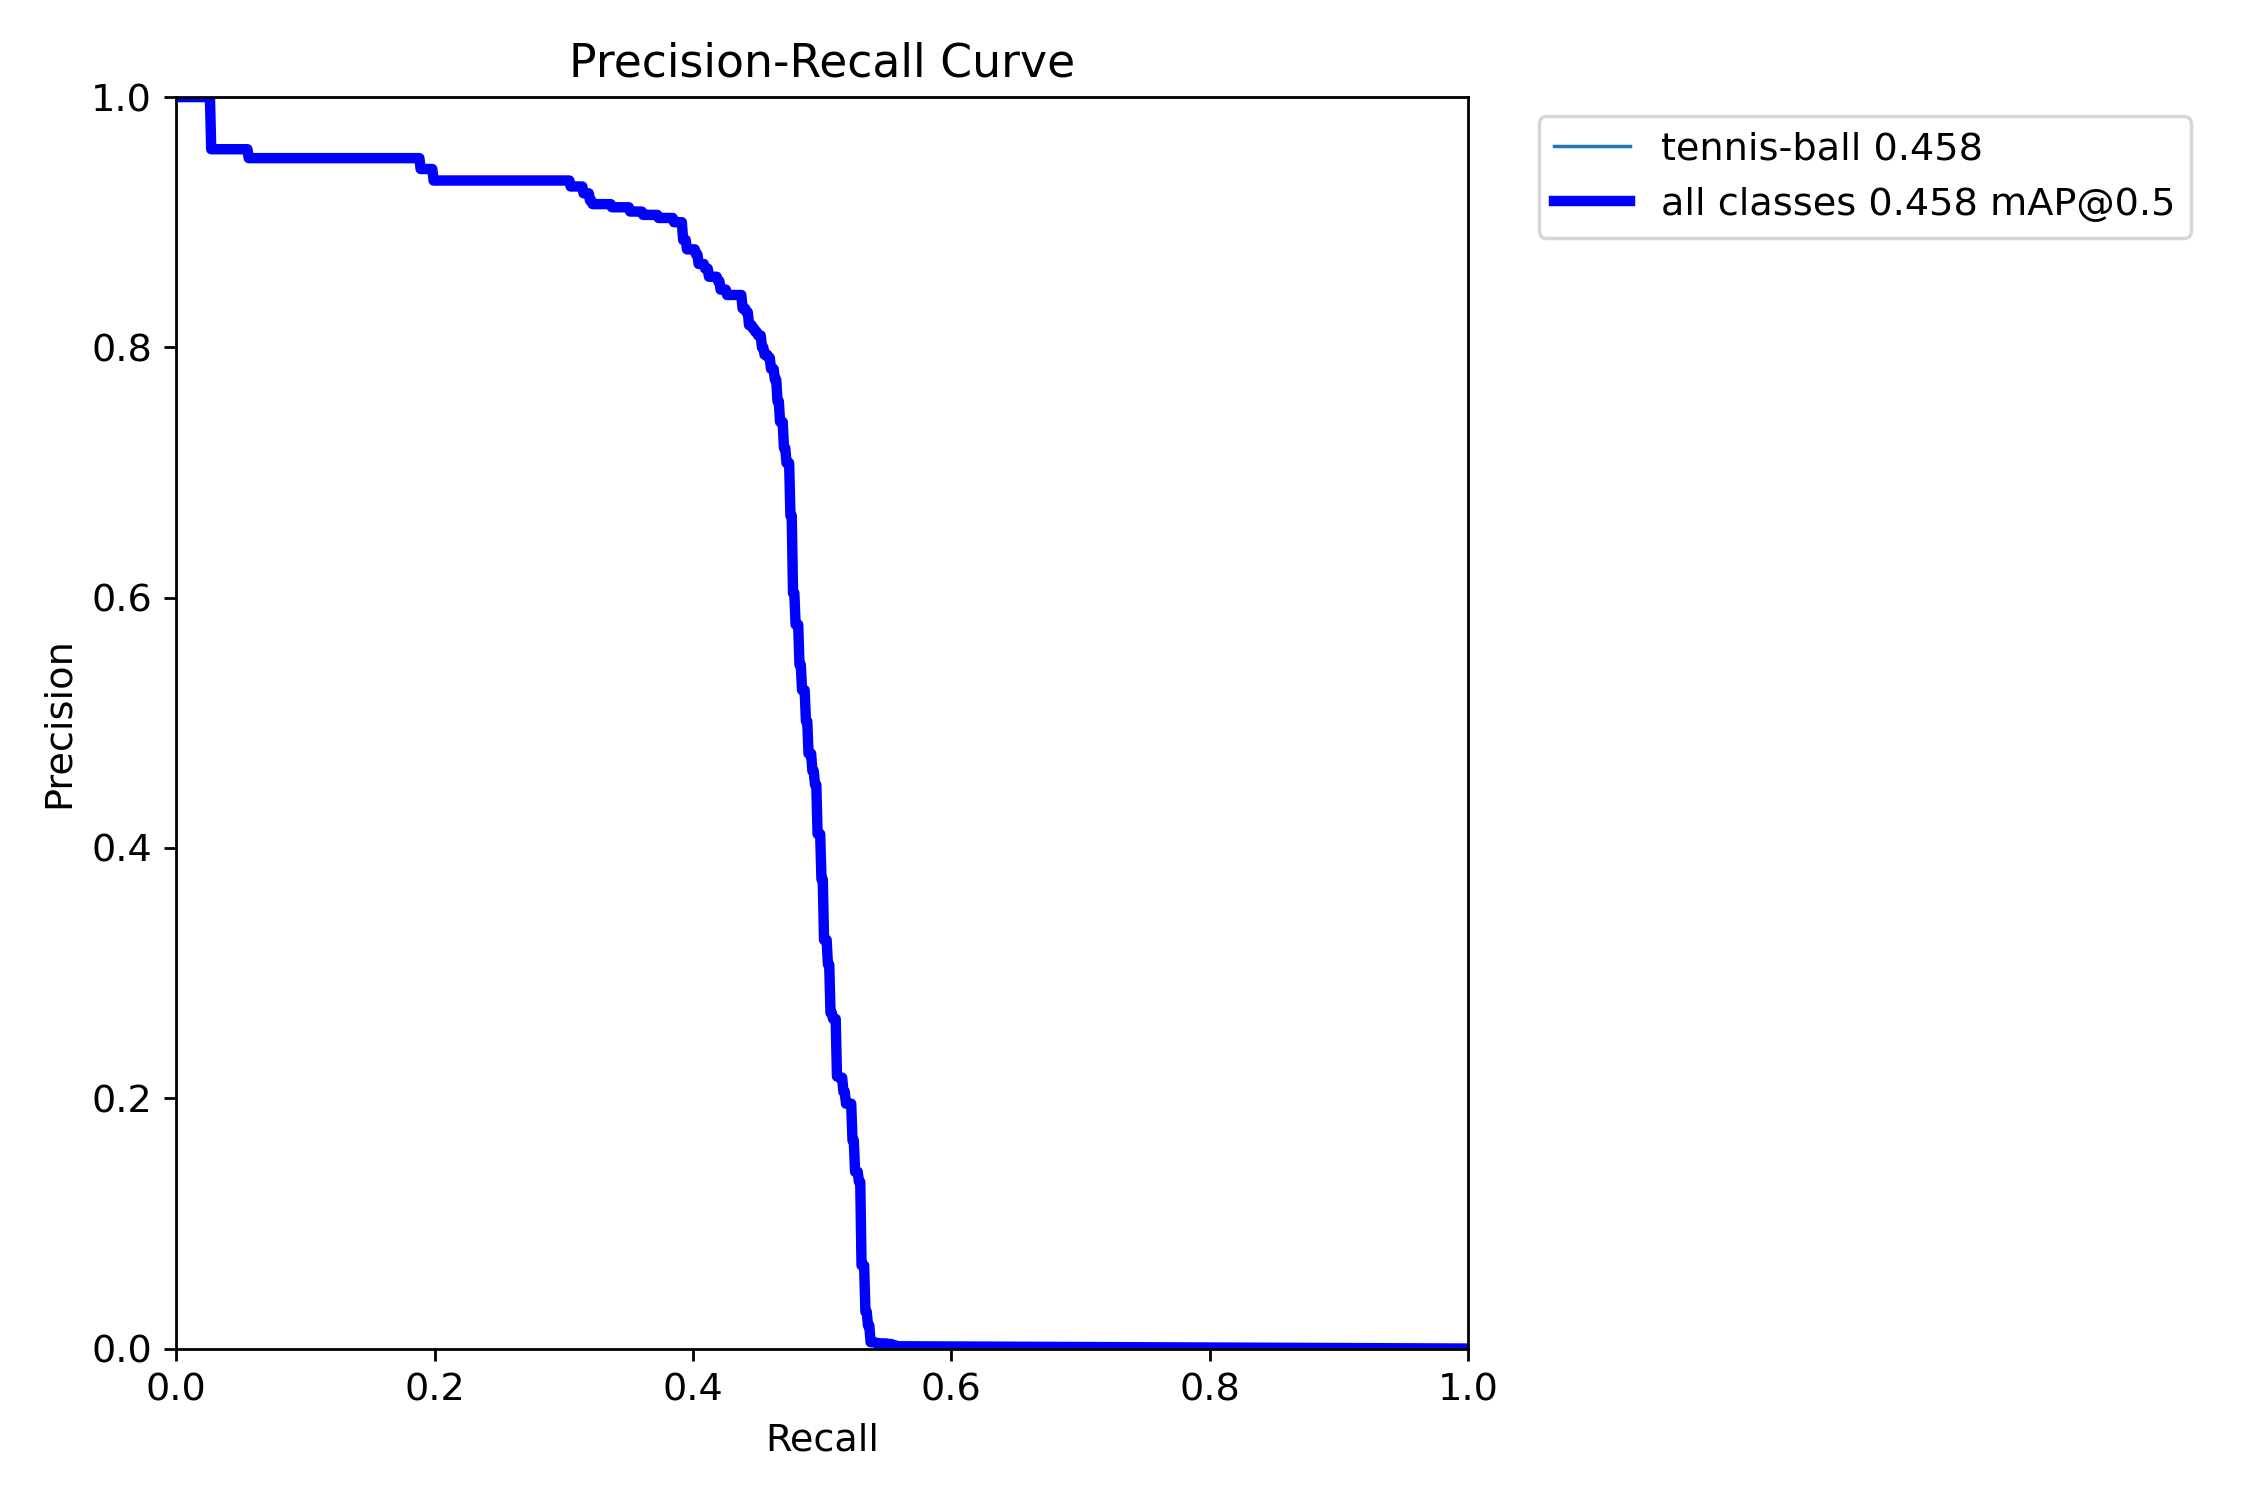 Precision-Recall Curve
1.0
0.8
0.6
0.4
0.2
0.0
Precision
0.0 0.2 0.4 0.6 0.8 1.0
Recall
tennis-ball 0.458
all classes 0.458 mAP@0.5